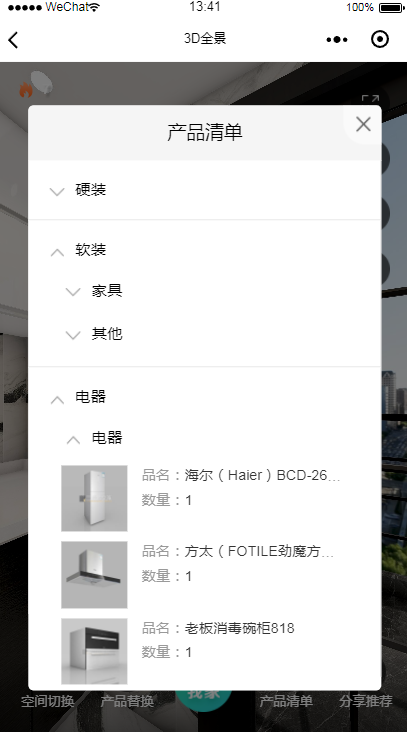 WeChat
13:41
100%
3D全景
产品清单
硬装
软装
家具
其他
电器
电器
品名：海尔（Haier）BCD-26...
数量：1
品名：方太（FOTILE劲魔方...
数量：1
品名：老板消毒碗柜818
数量：1
空间切换
产品替换
我家
产品清单
分享推荐